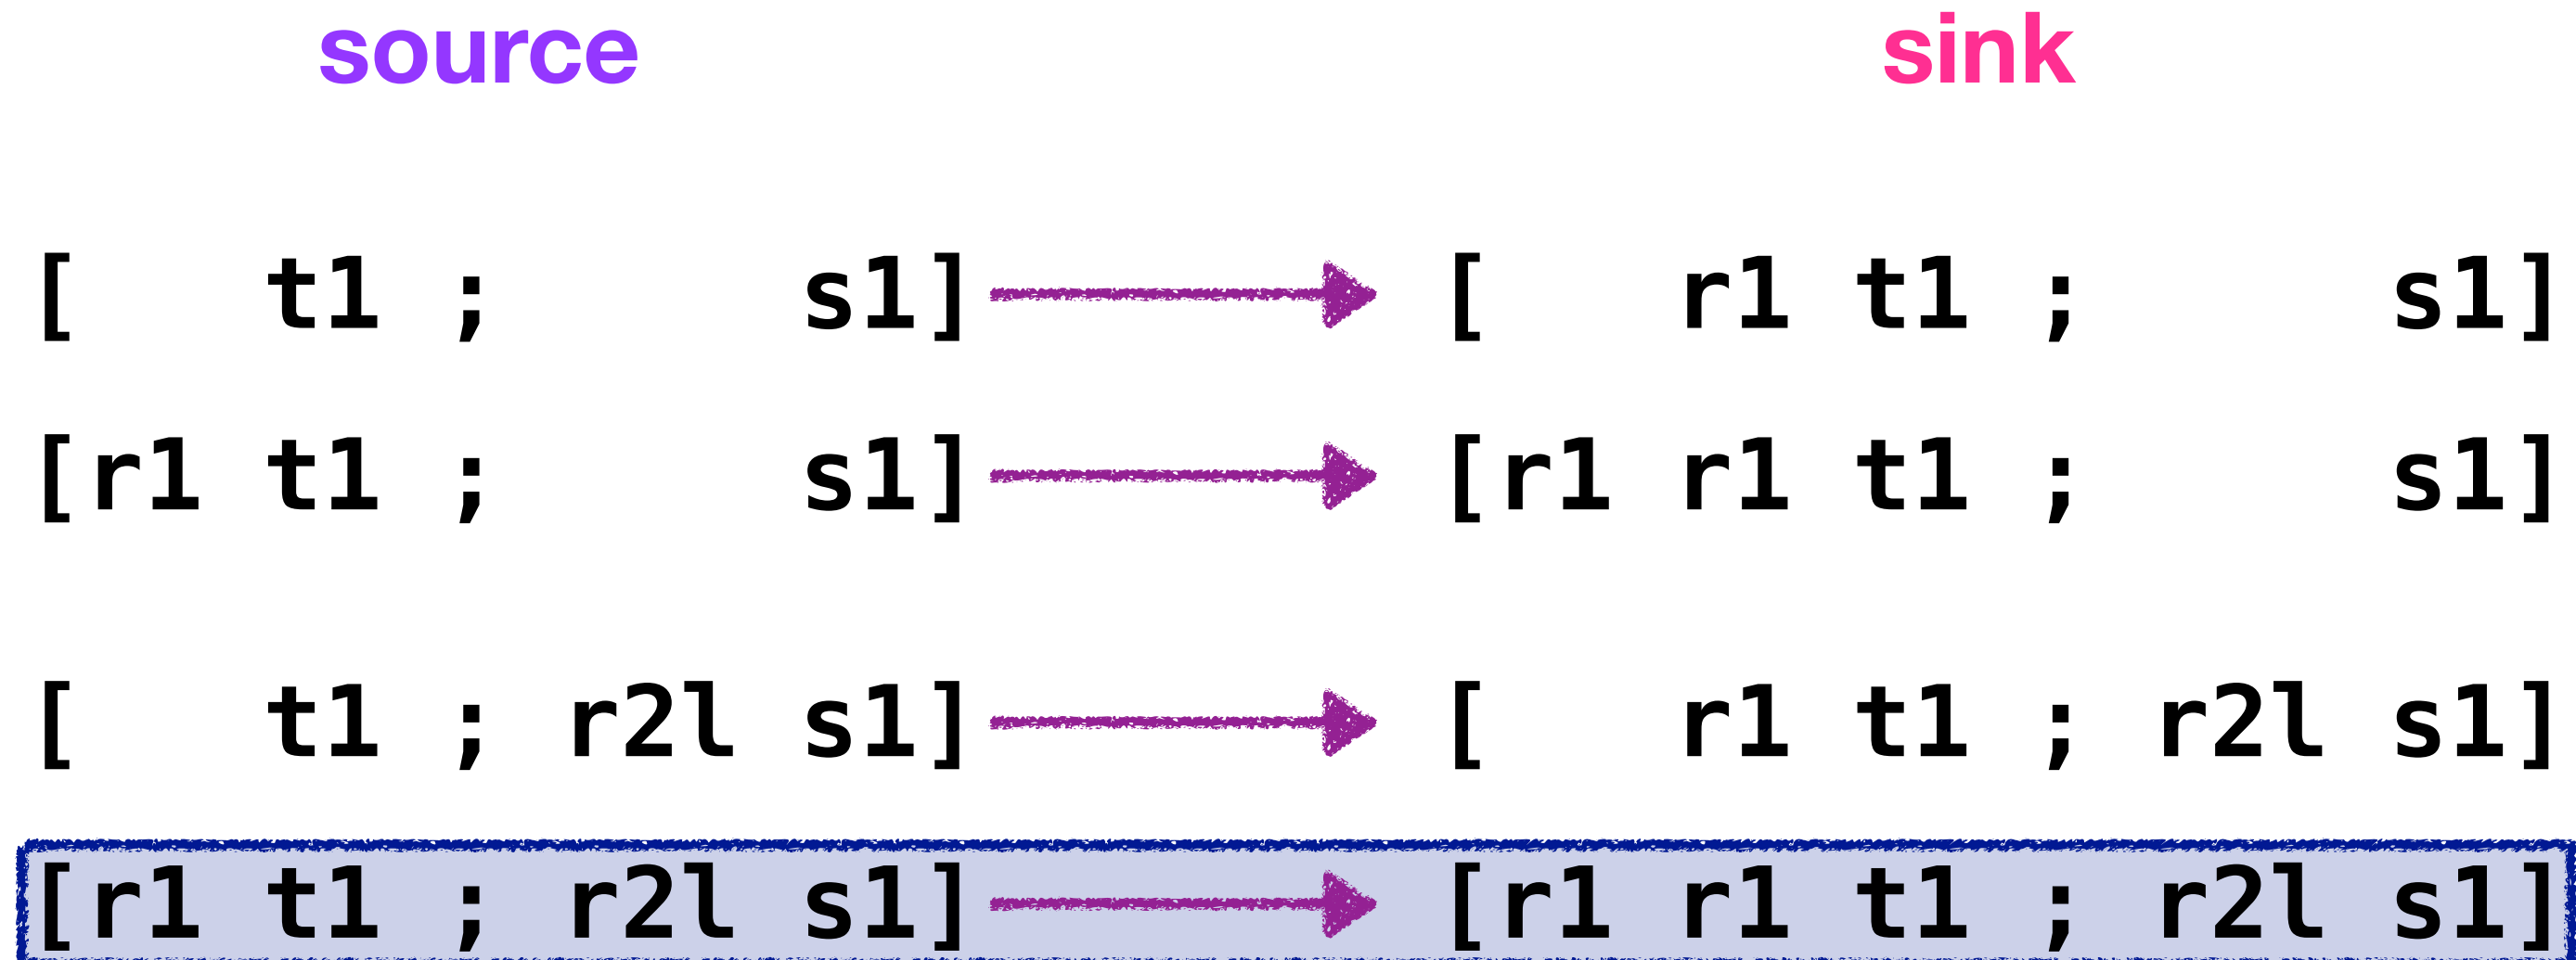 source sink
[ t1 ; s1] [ r1 t1 ; s1]
[r1 t1 ; s1] [r1 r1 t1 ; s1]
[ t1 ; r2l s1] [ r1 t1 ; r2l s1]
[r1 t1 ; r2l s1] [r1 r1 t1 ; r2l s1]